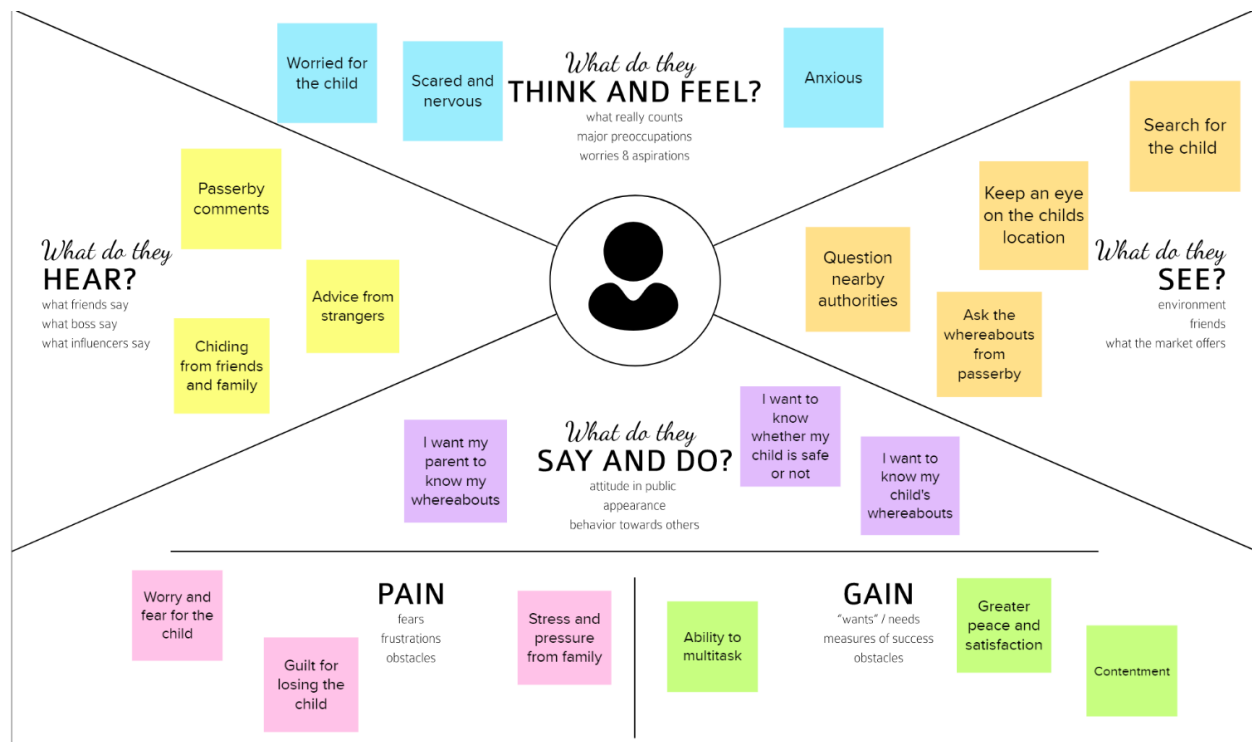 Worried for
the child
Scared and
nervous
What do they
THINK AND FEEL?
what really counts
major preoccupations
worries & aspirations
Anxious
Passerby
comments
What do they
HEAR?
what friends say
what boss say
what influencers say
Advice from
strangers
Chiding
from friends
and family
Search for
the child
Keep an eye
on the childs
location
Question
nearby
authorities
Ask the
whereabouts
from
passerby
What do they
SEE?
environment
friends
what the market offers
I want my
parent to
know my
whereabouts
What do they
SAY AND DO?
attitude in public
appearance
behavior towards others
I want to
know
whether my
child is safe
or not
I want to
know my
child's
whereabouts
Worry and
fear for the
child
Guilt for
losing the
child
PAIN
fears
frustrations
obstacles
Stress and
pressure
from family
Ability to
multitask
GAIN
"wants" / needs
measures of success
obstacles
Greater
peace and
satisfaction
Contentment